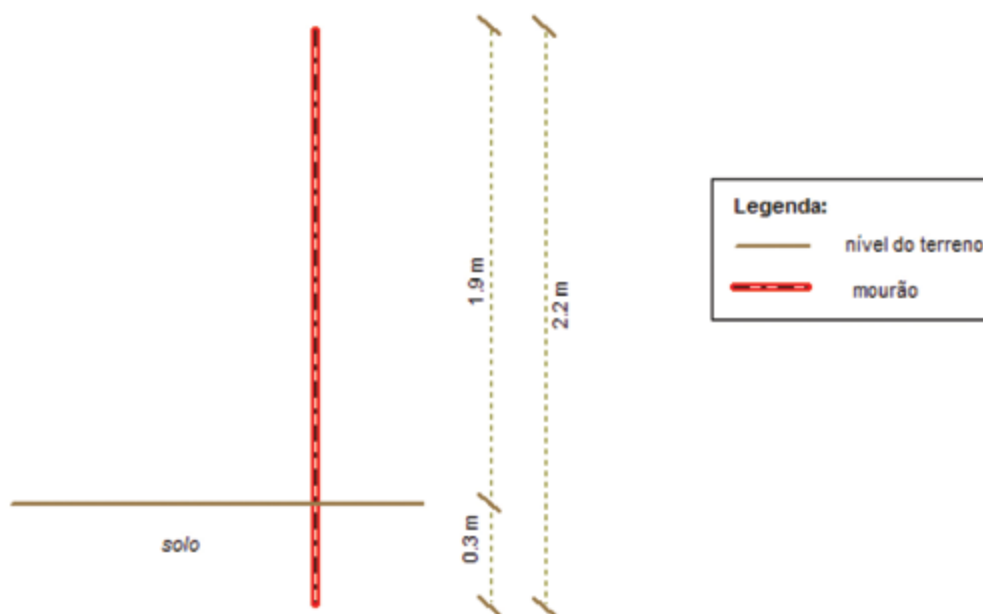 1.9 m
2.2 m
0.3 m
solo
Legenda:
nível do terreno
mourão